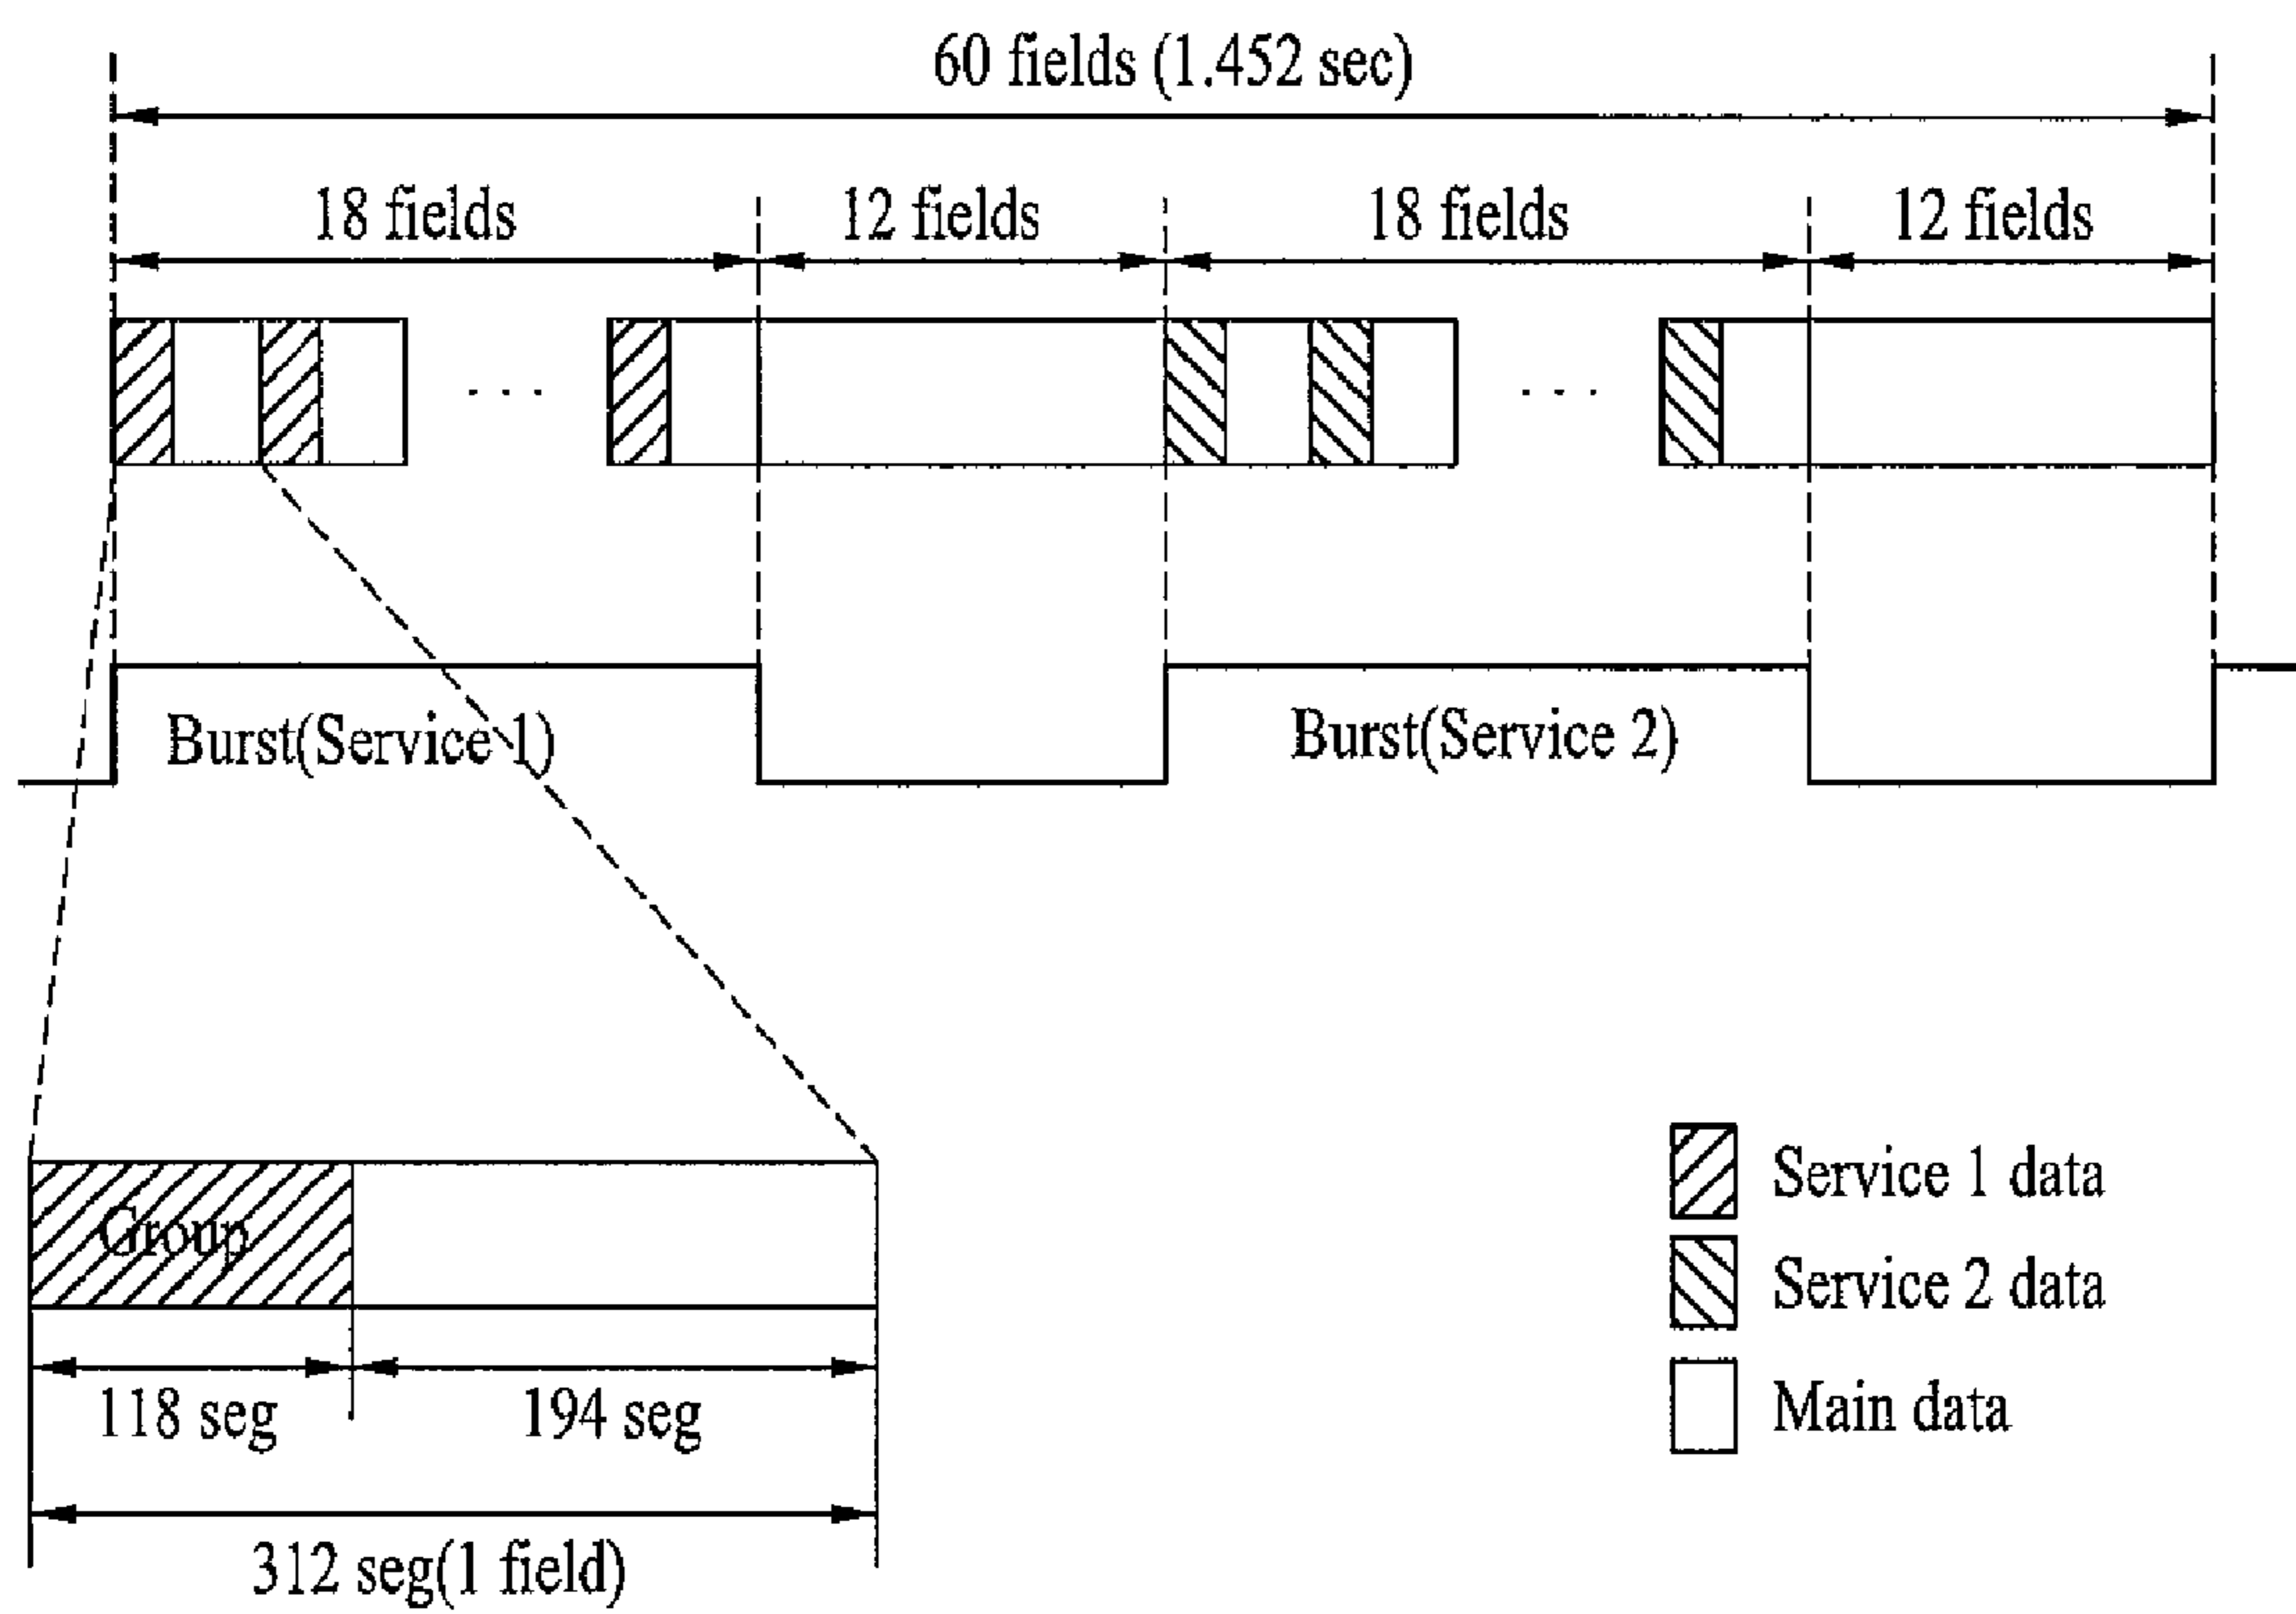 60 fields (1.452 sec)
18 fields
12 fields
18 fields
12 fields
. . .
. . .
Burst(Service 1)
Burst(Service 2)
Group
118 seg
194 seg
312 seg(1 field)
Service 1 data
Service 2 data
Main data